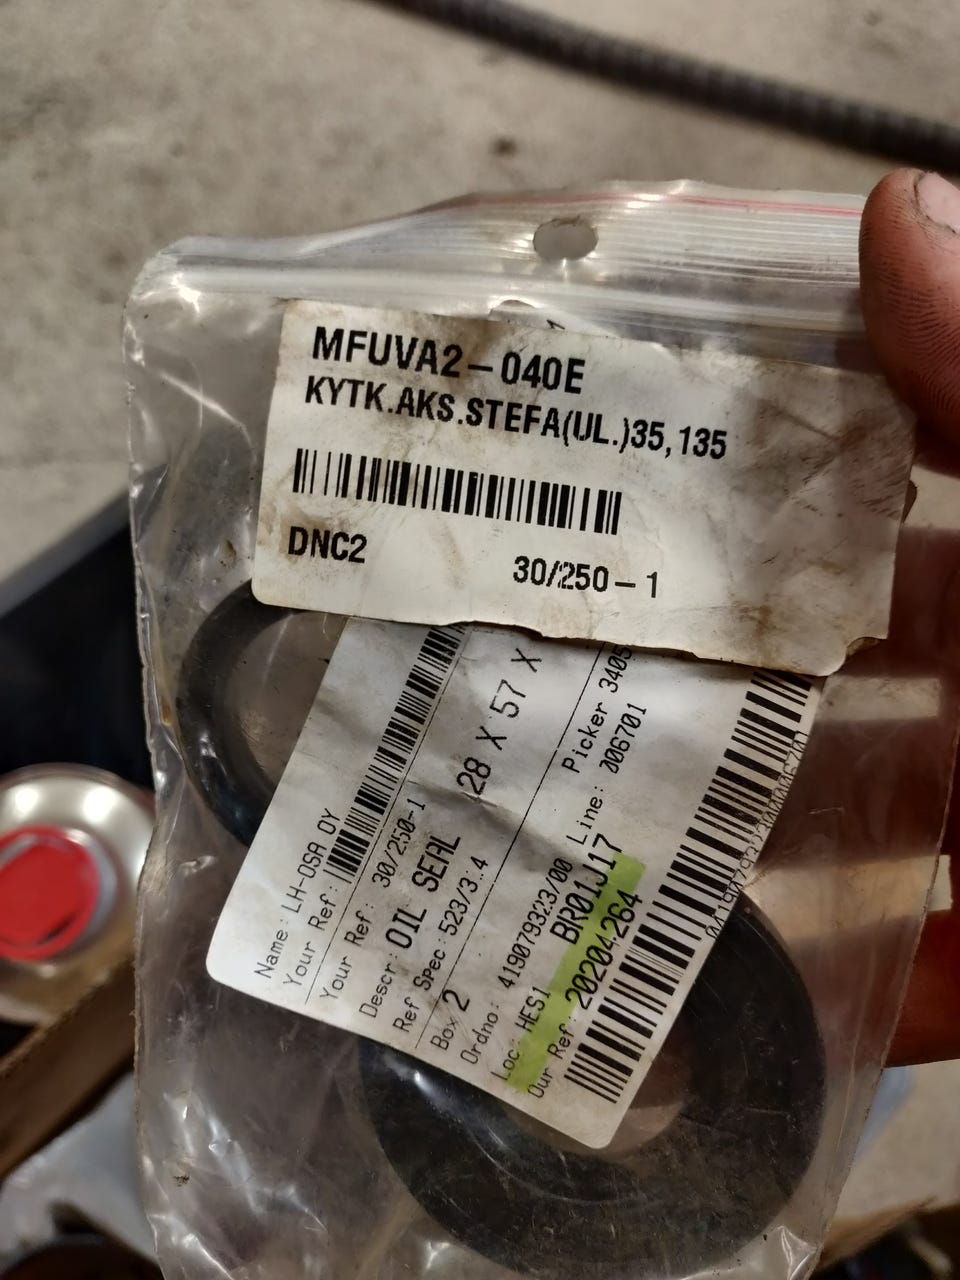 MFUVA2-040E
KYTK.AKS.STEFA(UL.)35,135
DNC2
30/250-1
Name: LH-OSA OY
Your Ref:
Your Ref: 30/250-1
Descr: OIL SEAL 28 X 57 X
Ref Spec: 523/3.4
Box 2
Picker 3405
Ordno: 419079323/00 Line: 006701
Loc: HES1 BR01J17
Our Ref: 20204264